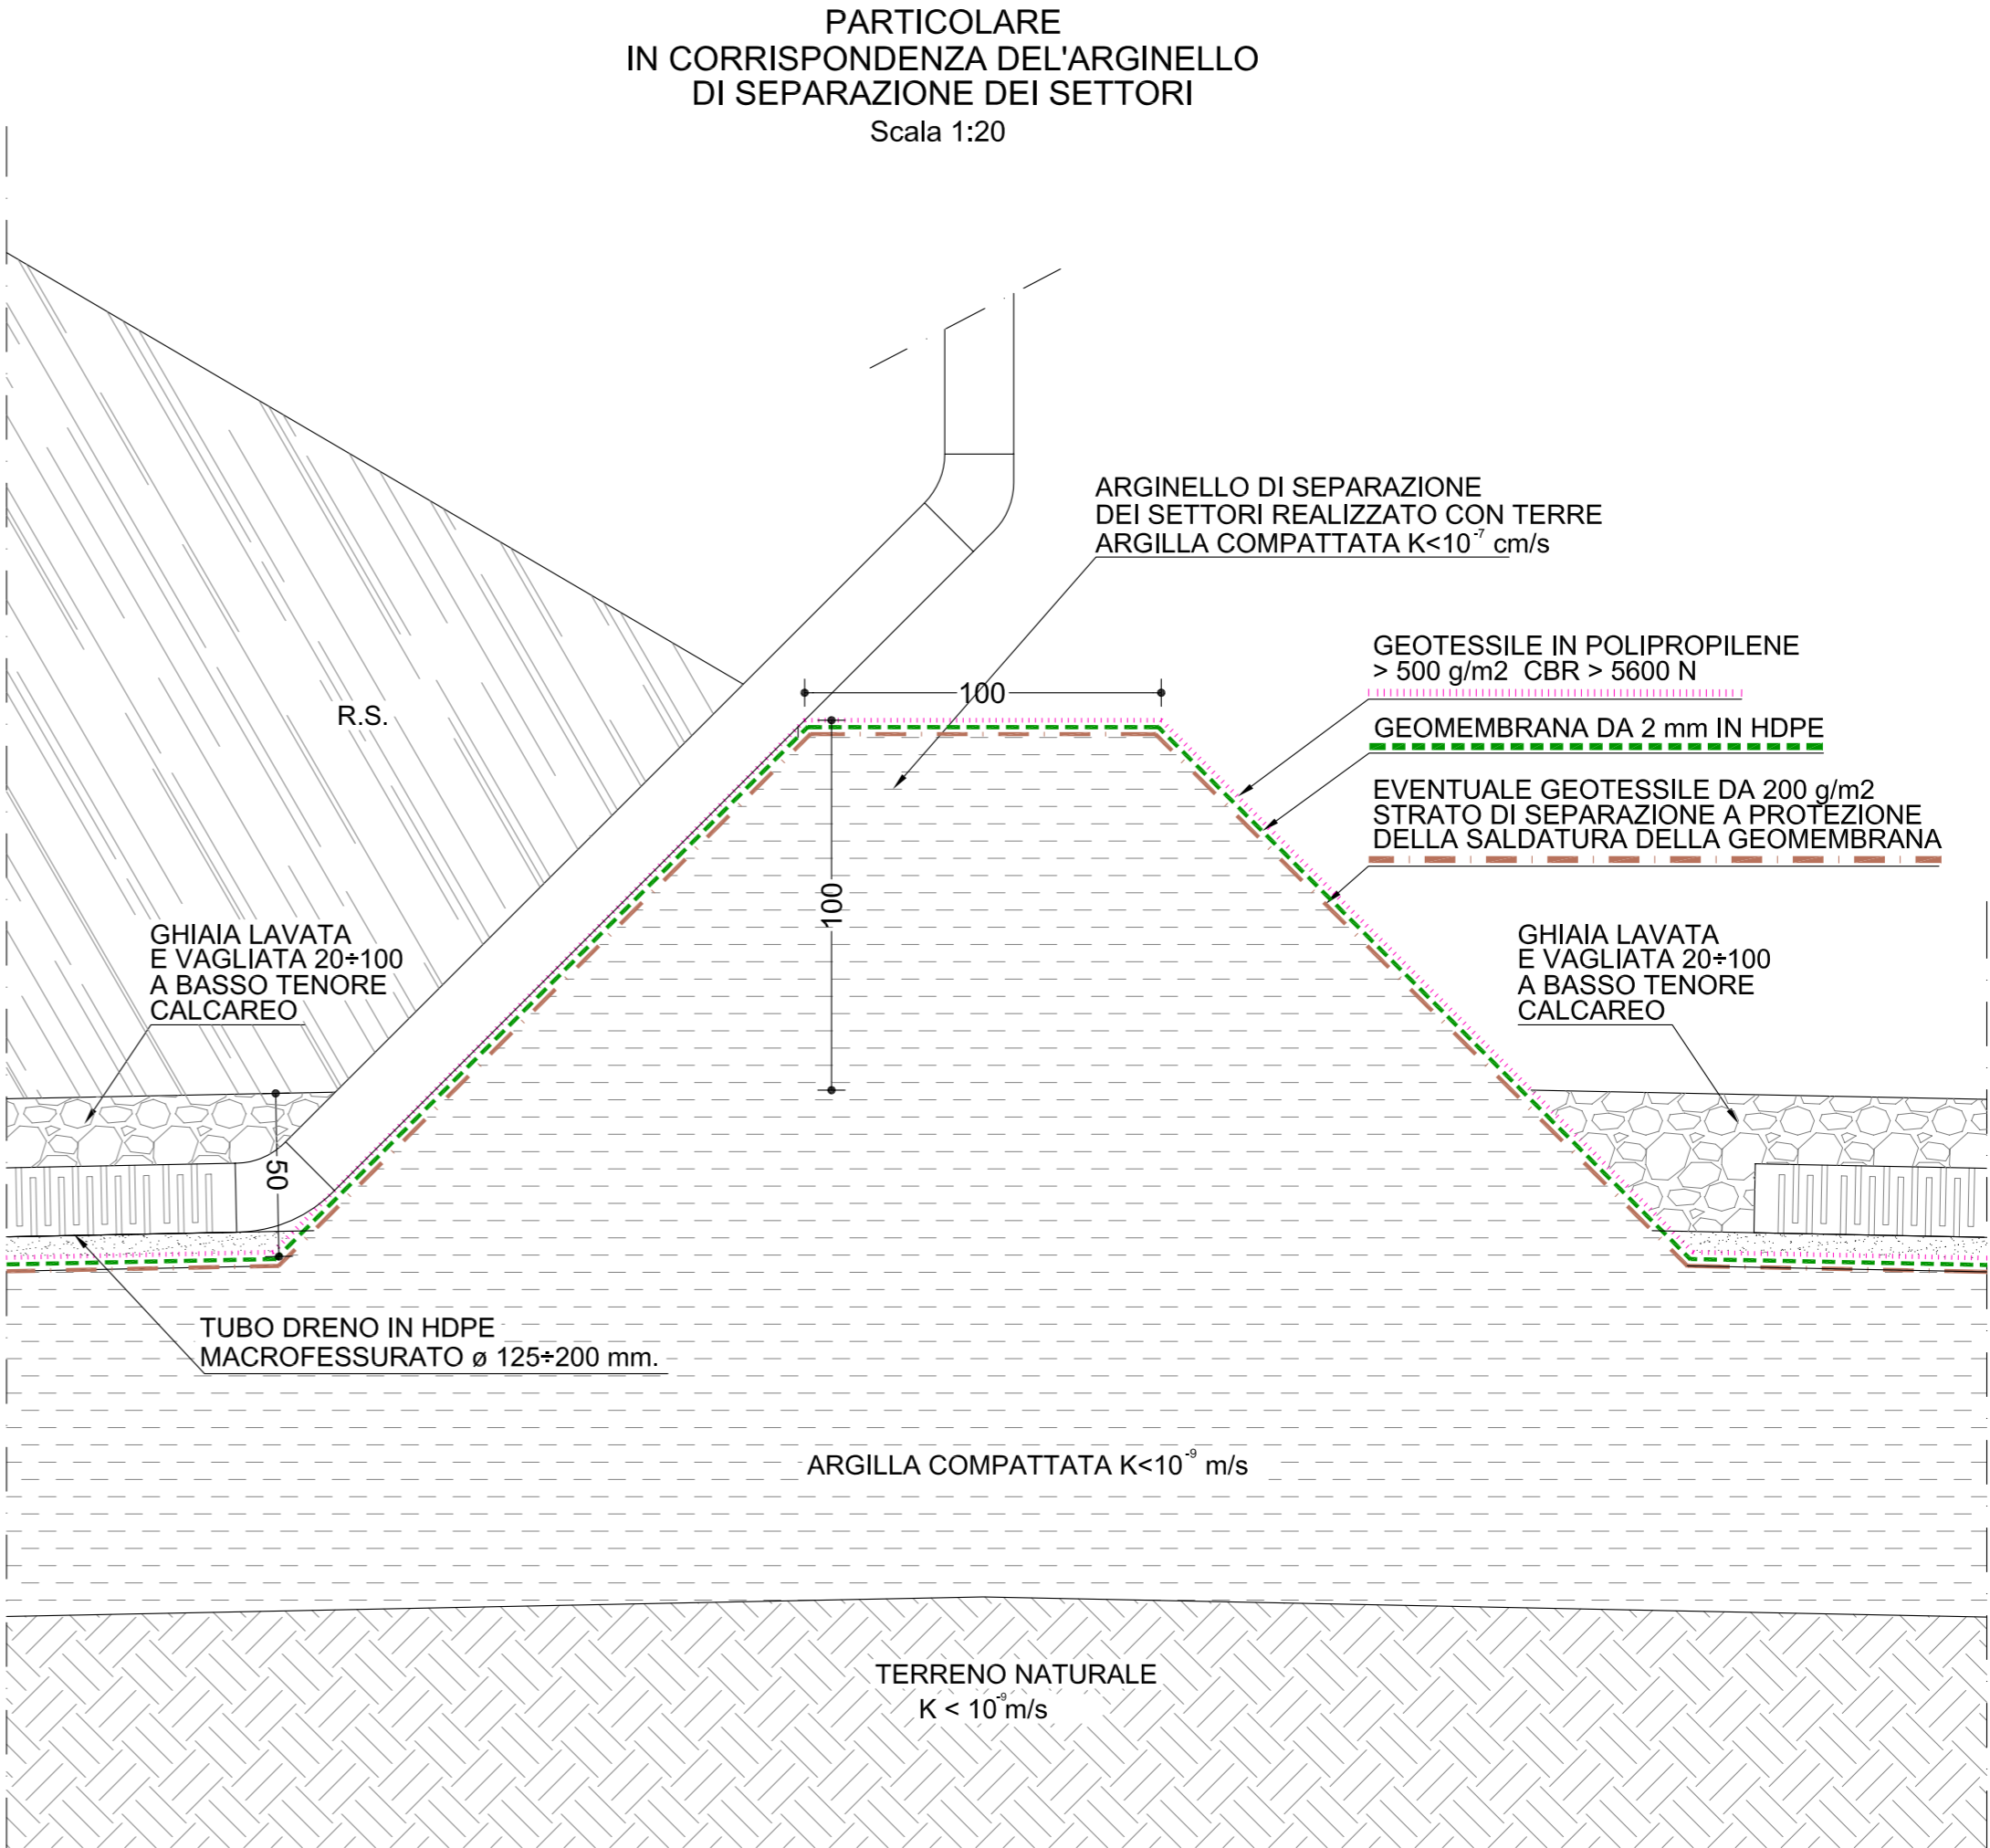 PARTICOLARE
IN CORRISPONDENZA DEL'ARGINELLO
DI SEPARAZIONE DEI SETTORI
Scala 1:20
ARGINELLO DI SEPARAZIONE
DEI SETTORI REALIZZATO CON TERRE
ARGILLA COMPATTATA K<10⁻⁷ cm/s
GEOTESSILE IN POLIPROPILENE
> 500 g/m2 CBR > 5600 N
GEOMEMBRANA DA 2 mm IN HDPE
EVENTUALE GEOTESSILE DA 200 g/m2
STRATO DI SEPARAZIONE A PROTEZIONE
DELLA SALDATURA DELLA GEOMEMBRANA
R.S.
100
100
GHIAIA LAVATA
E VAGLIATA 20÷100
A BASSO TENORE
CALCAREO
GHIAIA LAVATA
E VAGLIATA 20÷100
A BASSO TENORE
CALCAREO
50
TUBO DRENO IN HDPE
MACROFESSURATO ø 125÷200 mm.
ARGILLA COMPATTATA K<10⁻⁹ m/s
TERRENO NATURALE
K < 10⁻⁹m/s